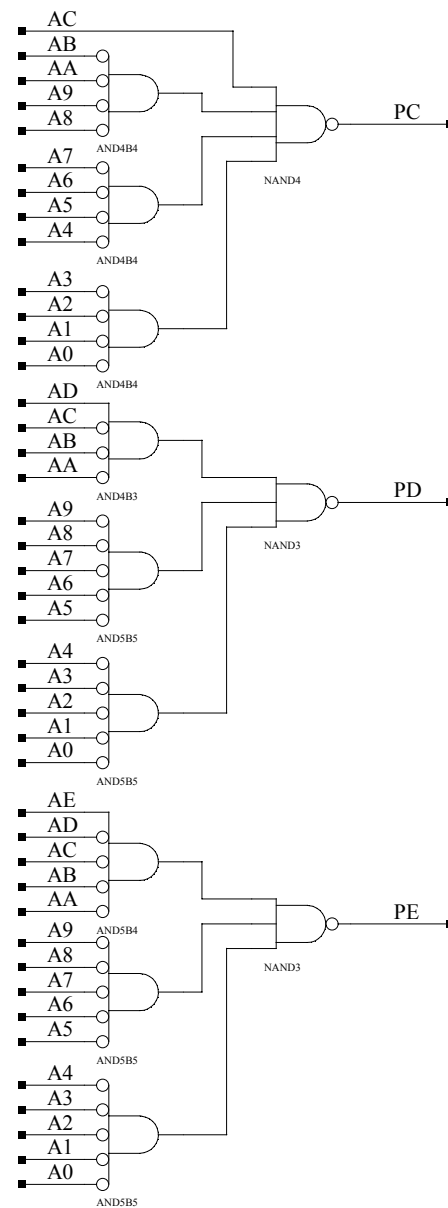 AC
AB
AA
A9
A8
AND4B4
PC
NAND4
A7
A6
A5
A4
AND4B4
A3
A2
A1
A0
AND4B4
AD
AC
AB
AA
AND4B3
PD
NAND3
A9
A8
A7
A6
A5
AND5B5
A4
A3
A2
A1
A0
AND5B5
AE
AD
AC
AB
AA
AND5B4
PE
NAND3
A9
A8
A7
A6
A5
AND5B5
A4
A3
A2
A1
A0
AND5B5